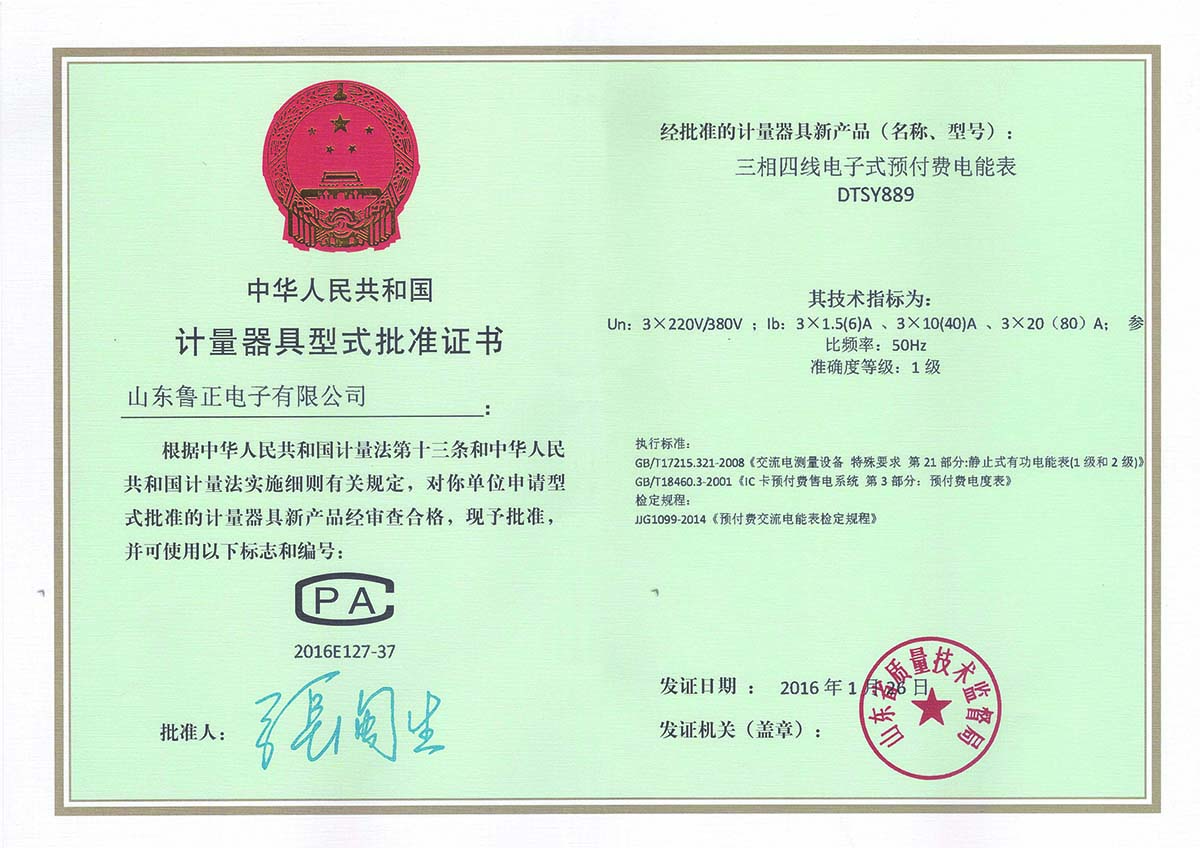 中华人民共和国
计量器具型式批准证书
山东鲁正电子有限公司
：
根据中华人民共和国计量法第十三条和中华人民
共和国计量法实施细则有关规定，对你单位申请型
式批准的计量器具新产品经审查合格，现予批准，
并可使用以下标志和编号：
CPA
2016E127-37
批准人：
经批准的计量器具新产品（名称、型号）：
三相四线电子式预付费电能表
DTSY889
其技术指标为：
Un：3×220V/380V ；Ib：3×1.5(6)A 、3×10(40)A 、3×20（80）A； 参
比频率：50Hz
准确度等级：1 级
执行标准：
GB/T17215.321-2008《交流电测量设备 特殊要求 第 21 部分:静止式有功电能表(1 级和 2 级)》
GB/T18460.3-2001《IC 卡预付费售电系统 第 3 部分：预付费电度表》
检定规程：
JJG1099-2014《预付费交流电能表检定规程》
发证日期 ： 2016 年 1 月 26 日
发证机关（盖章）：
山东省质量技术监督局